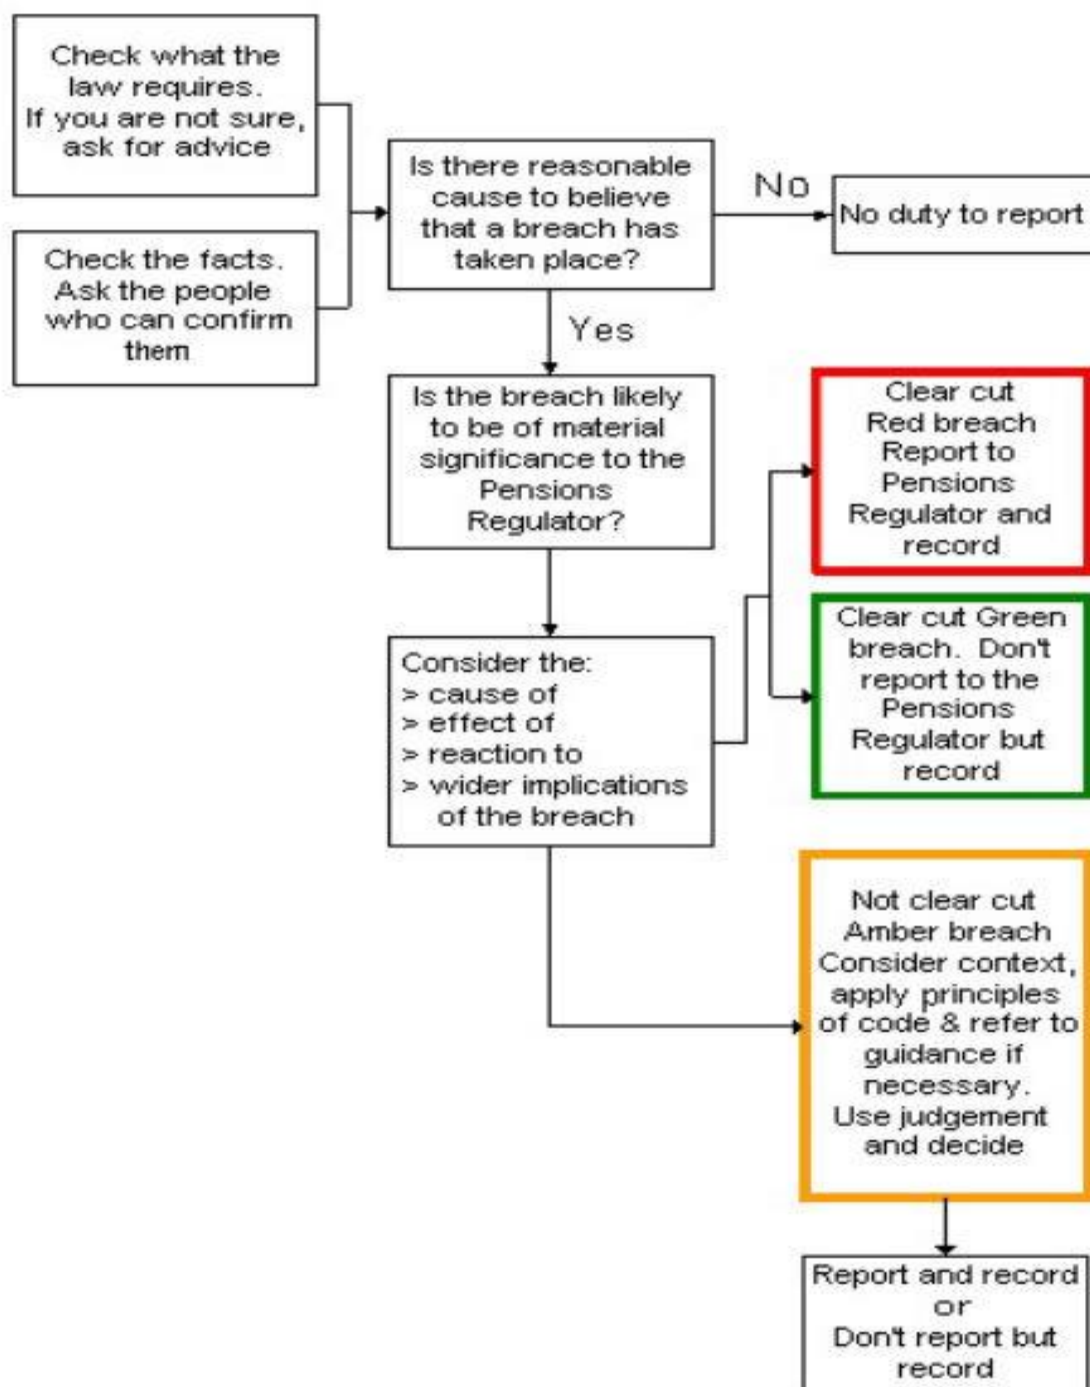 Check what the
law requires.
If you are not sure,
ask for advice
Check the facts.
Ask the people
who can confirm
them
Is there reasonable
cause to believe
that a breach has
taken place?
No
No duty to report
Yes
Is the breach likely
to be of material
significance to the
Pensions
Regulator?
Consider the:
> cause of
> effect of
> reaction to
> wider implications
of the breach
Clear cut
Red breach
Report to
Pensions
Regulator and
record
Clear cut Green
breach. Don't
report to the
Pensions
Regulator but
record
Not clear cut
Amber breach
Consider context,
apply principles
of code & refer to
guidance if
necessary.
Use judgement
and decide
Report and record
or
Don't report but
record